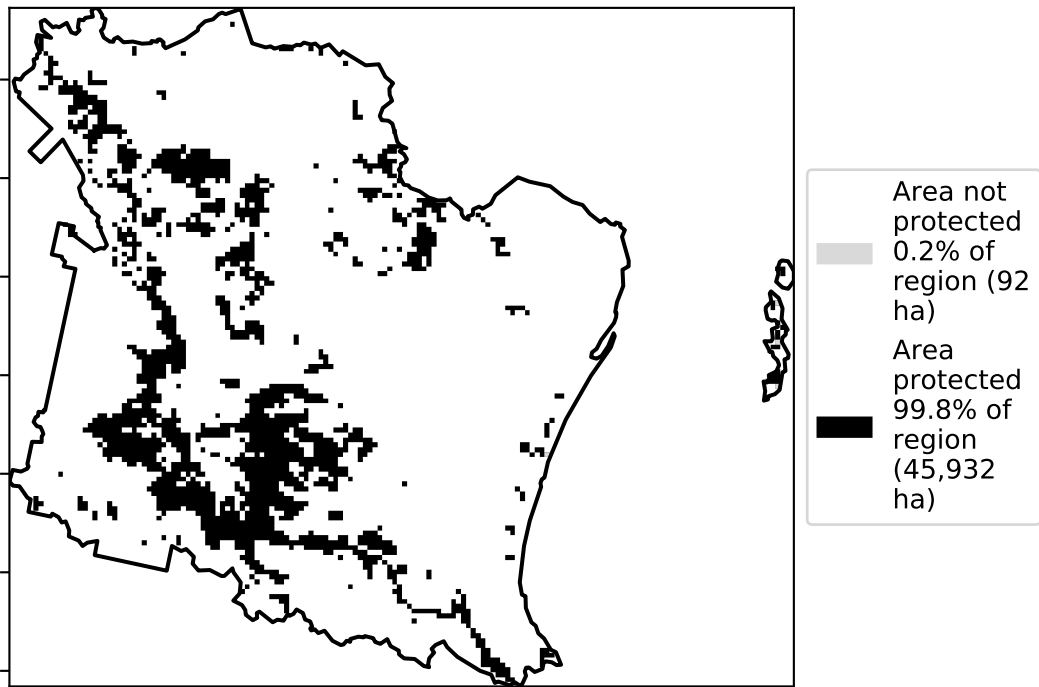 Area not
protected
0.2% of
region (92
ha)
Area
protected
99.8% of
region
(45,932
ha)